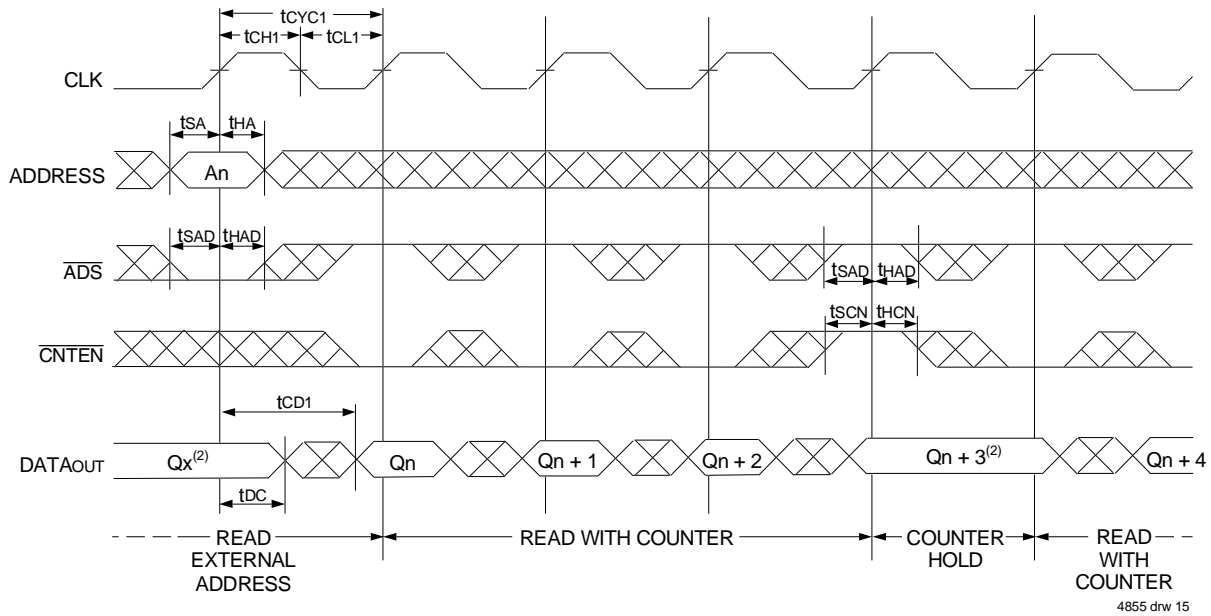 tCYC1
tCH1 tCL1
CLK
tSA tHA
ADDRESS An
tSAD tHAD
ADS
tSAD tHAD
tSCN tHCN
CNTEN
tCD1
DATAOUT Qx(2) Qn Qn + 1 Qn + 2 Qn + 3(2) Qn + 4
tDC
READ EXTERNAL ADDRESS
READ WITH COUNTER
COUNTER HOLD
READ WITH COUNTER
4855 drw 15